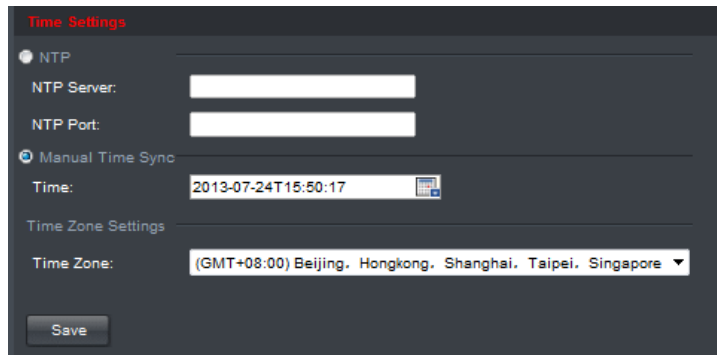 Time Settings
NTP
NTP Server:
NTP Port:
Manual Time Sync
Time: 2013-07-24T15:50:17
Time Zone Settings
Time Zone: (GMT+08:00) Beijing, Hongkong, Shanghai, Taipei, Singapore
Save